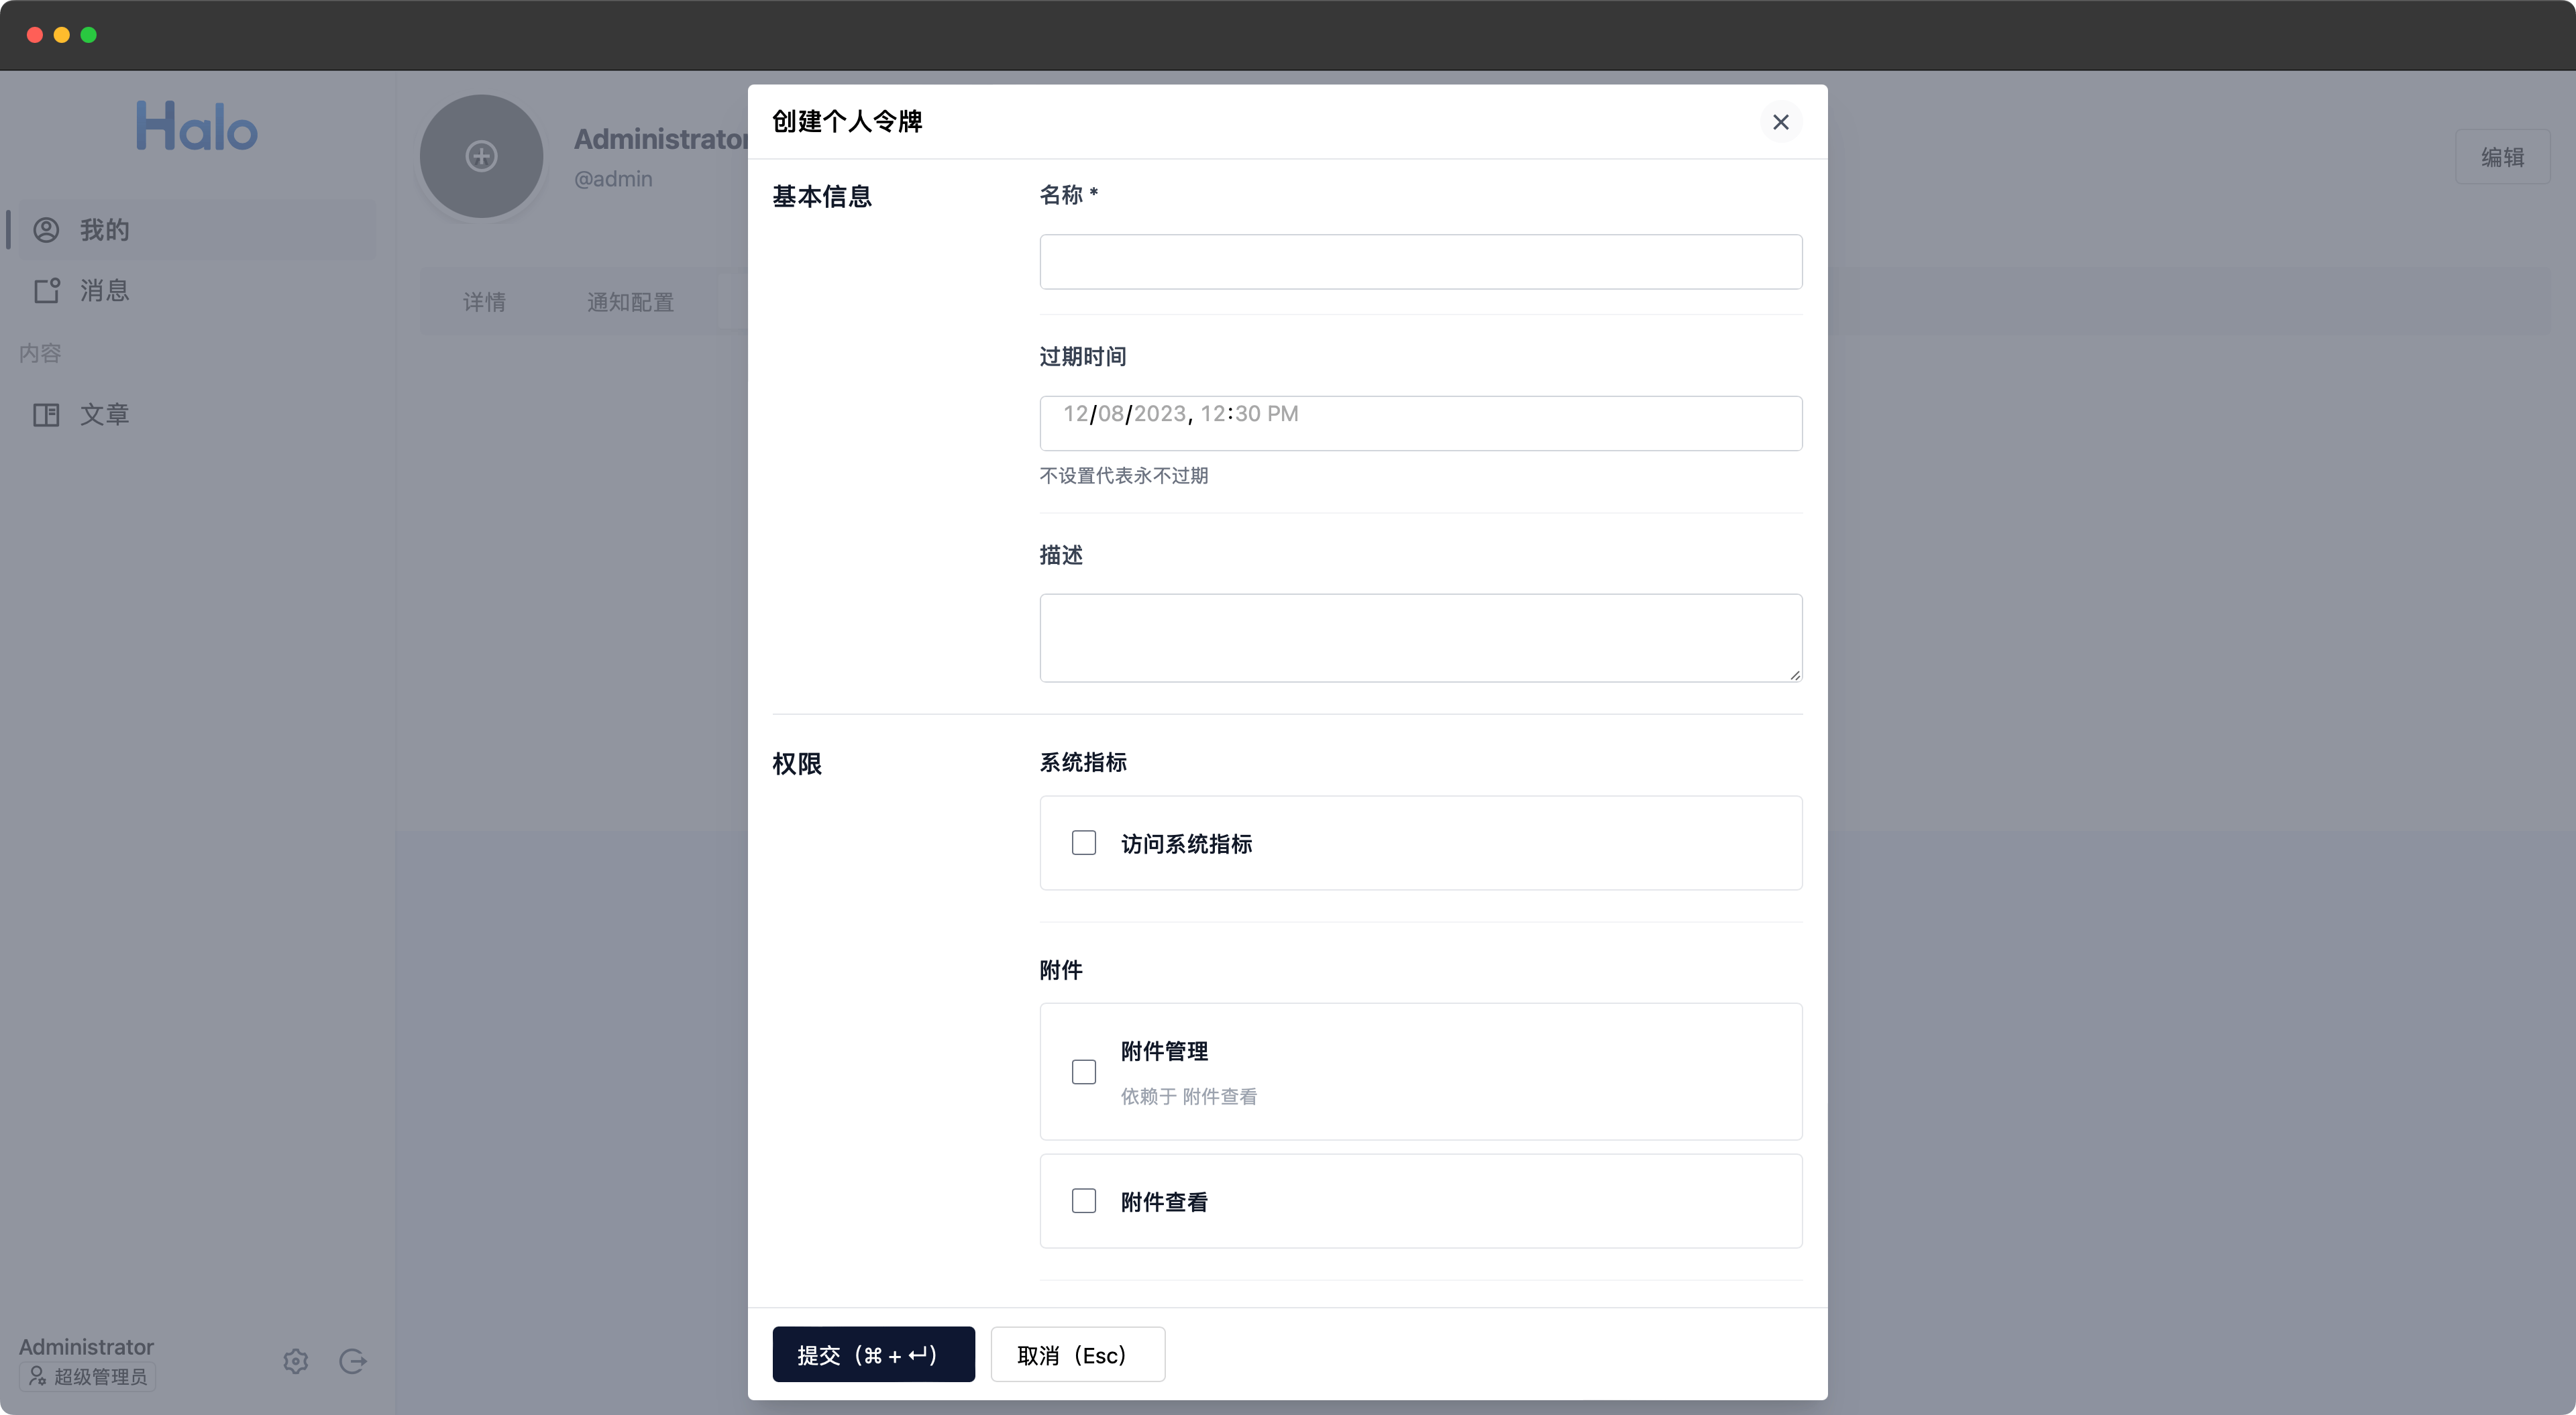 Halo
我的
消息
内容
文章
Administrator
超级管理员
Administrator
@admin
编辑
详情
通知配置
创建个人令牌
基本信息
名称 *
过期时间
12/08/2023, 12:30 PM
不设置代表永不过期
描述
权限
系统指标
访问系统指标
附件
附件管理
依赖于 附件查看
附件查看
提交（⌘ + ↵）
取消（Esc）